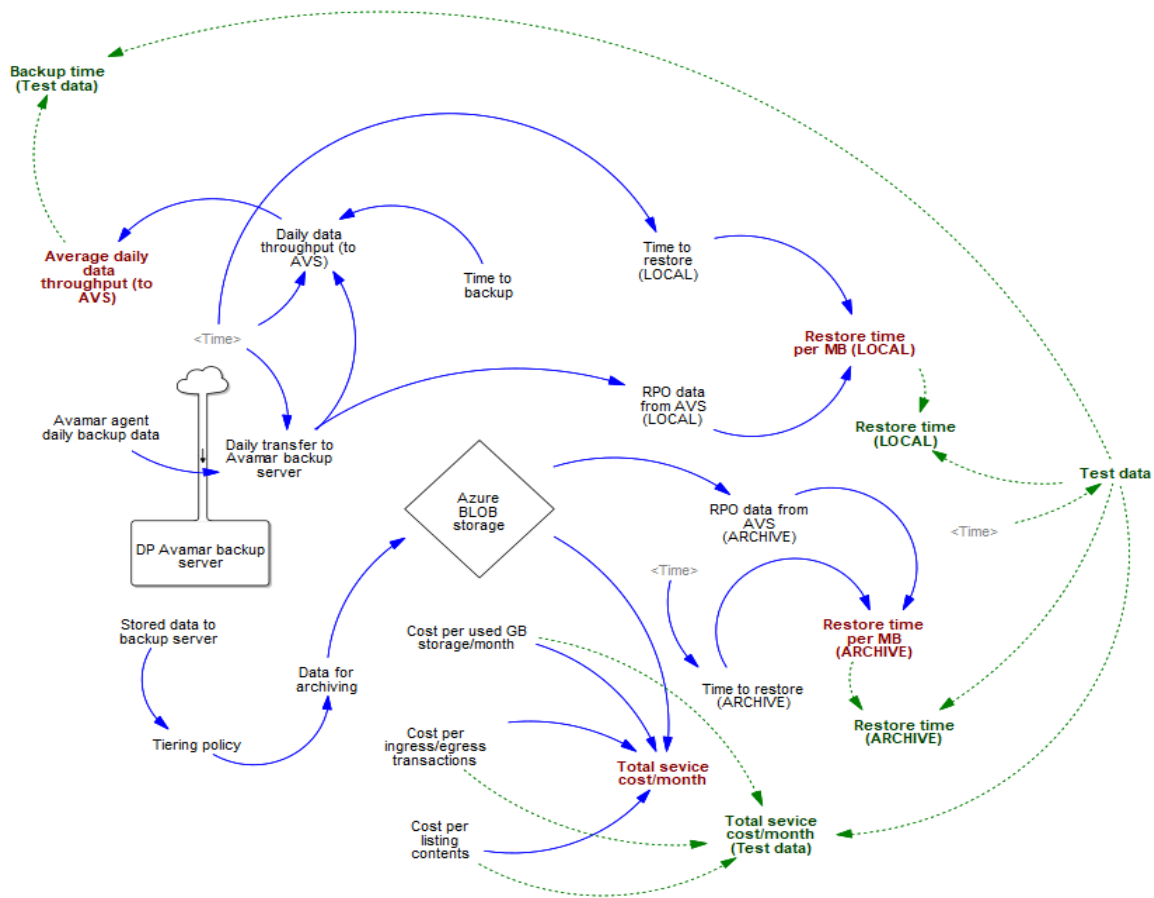 Backup time
(Test data)
Daily data
throughput (to
AVS)
Time to
restore
(LOCAL)
Average daily
data
throughput (to
AVS)
Time to
backup
<Time>
Restore time
per MB (LOCAL)
Avamar agent
daily backup data
Daily transfer to
Avamar backup
server
RPO data
from AVS
(LOCAL)
Restore time
(LOCAL)
Test data
Azure
BLOB
storage
RPO data from
AVS
(ARCHIVE)
<Time>
DP Avamar backup
server
<Time>
Stored data to
backup server
Cost per used GB
storage/month
Restore time
per MB
(ARCHIVE)
Data for
archiving
Time to restore
(ARCHIVE)
Restore time
(ARCHIVE)
Tiering policy
Cost per
ingress/egress
transactions
Total sevice
cost/month
Cost per
listing
contents
Total sevice
cost/month
(Test data)